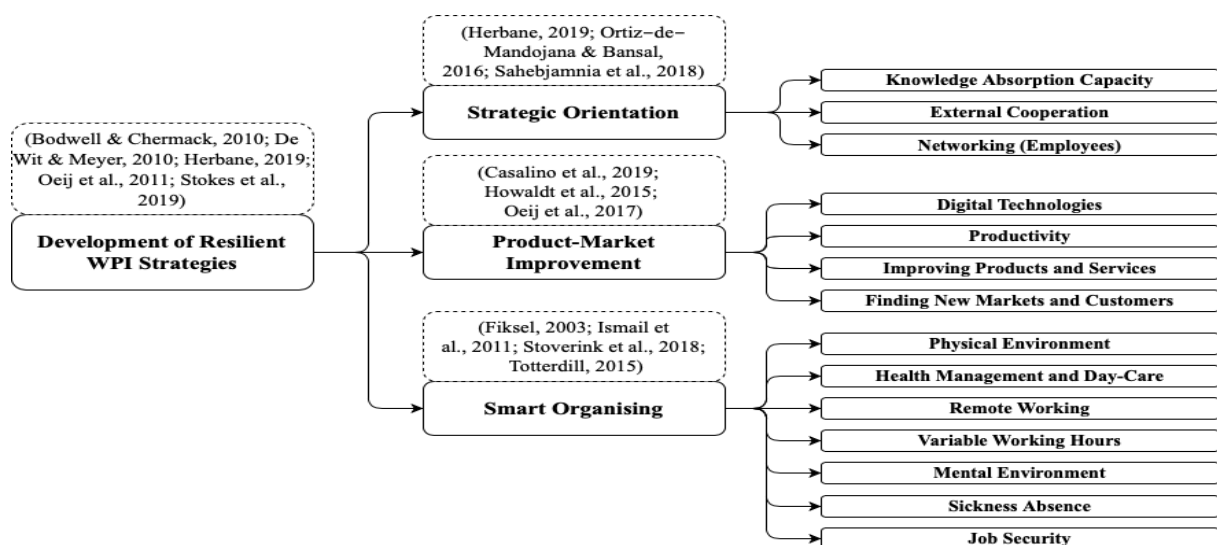 (Bodwell & Chermack, 2010; De
Wit & Meyer, 2010; Herbane, 2019;
Oeij et al., 2011; Stokes et al.,
2019)
Development of Resilient
WPI Strategies
(Herbane, 2019; Ortiz-de-
Mandojana & Bansal,
2016; Sahebjamnia et al., 2018)
Strategic Orientation
Knowledge Absorption Capacity
External Cooperation
Networking (Employees)
(Casalino et al., 2019;
Howaldt et al., 2015;
Oeij et al., 2017)
Product-Market
Improvement
Digital Technologies
Productivity
Improving Products and Services
Finding New Markets and Customers
(Fiksel, 2003; Ismail et
al., 2011; Stoverink et al., 2018;
Totterdill, 2015)
Smart Organising
Physical Environment
Health Management and Day-Care
Remote Working
Variable Working Hours
Mental Environment
Sickness Absence
Job Security